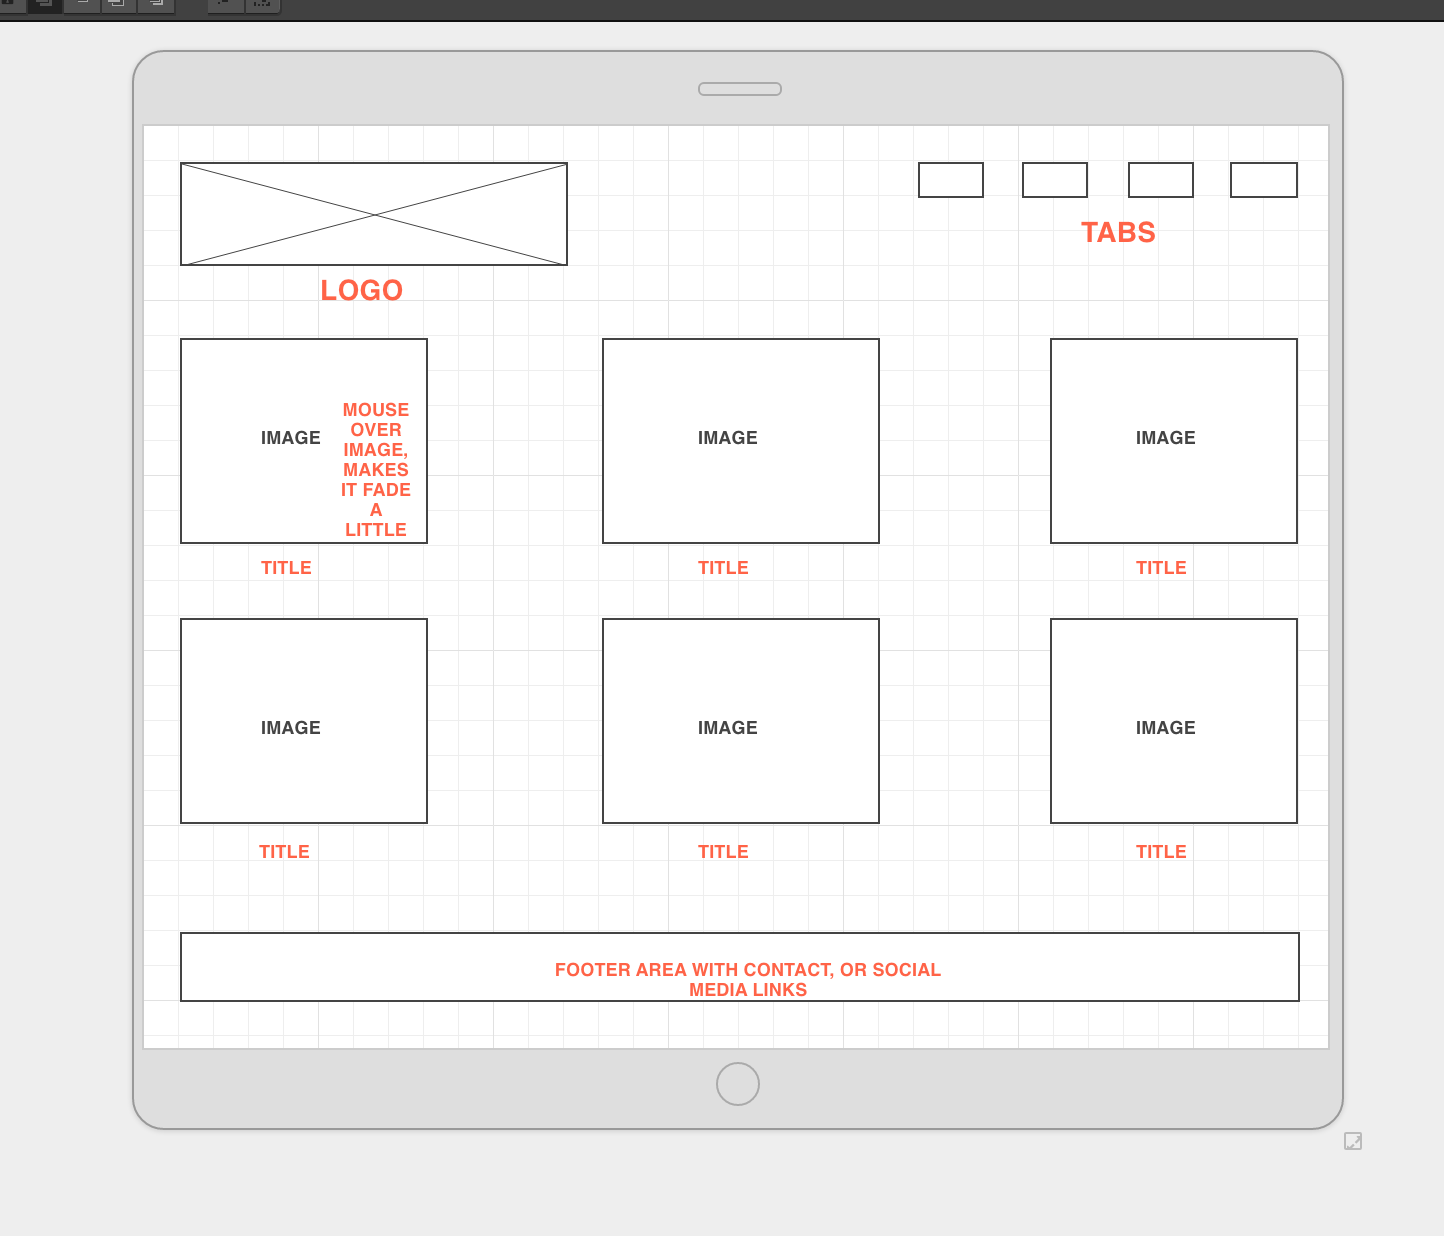 TABS
LOGO
IMAGE
MOUSE
OVER
IMAGE,
MAKES
IT FADE
A
LITTLE
IMAGE
IMAGE
TITLE
TITLE
TITLE
IMAGE
IMAGE
IMAGE
TITLE
TITLE
TITLE
FOOTER AREA WITH CONTACT, OR SOCIAL
MEDIA LINKS